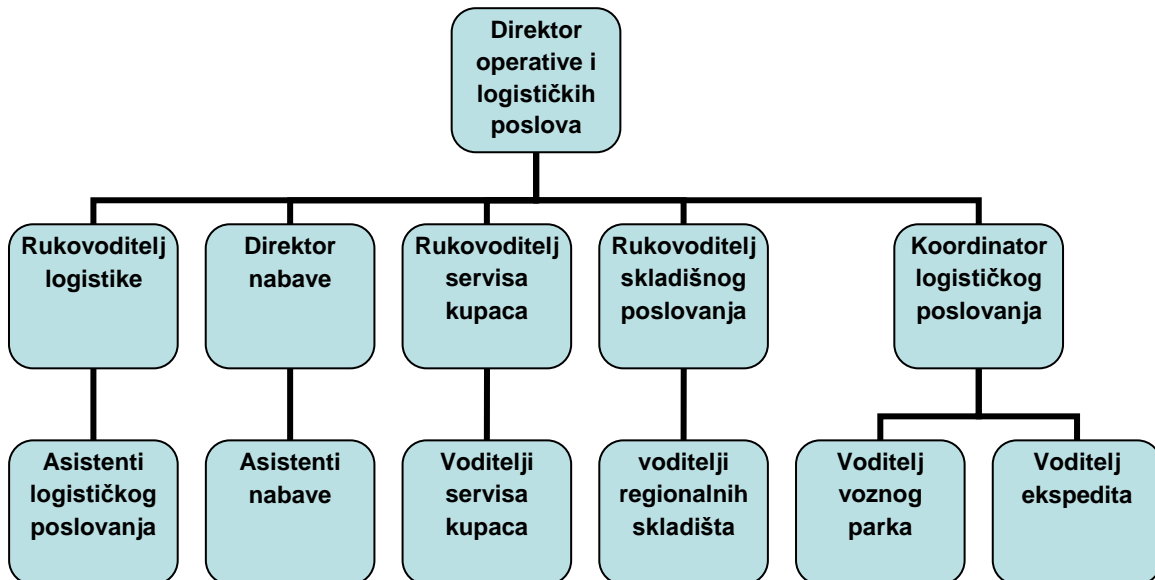 Direktor
operative i
logističkih
poslova
Rukovoditelj
logistike
Direktor
nabave
Rukovoditelj
servisa
kupaca
Rukovoditelj
skladišnog
poslovanja
Koordinator
logističkog
poslovanja
Asistenti
logističkog
poslovanja
Asistenti
nabave
Voditelji
servisa
kupaca
voditelji
regionalnih
skladišta
Voditelj
voznog
parka
Voditelj
ekspedita